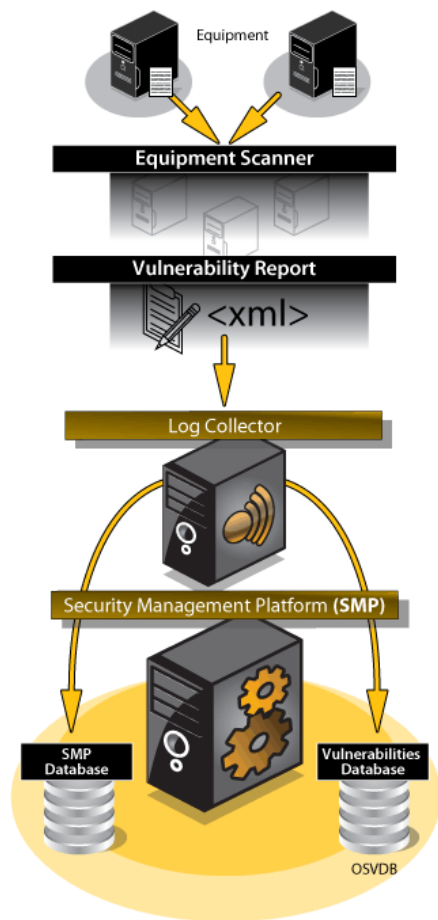 Equipment
Equipment Scanner
Vulnerability Report
<xml>
Log Collector
Security Management Platform (SMP)
SMP
Database
Vulnerabilities
Database
OSVDB